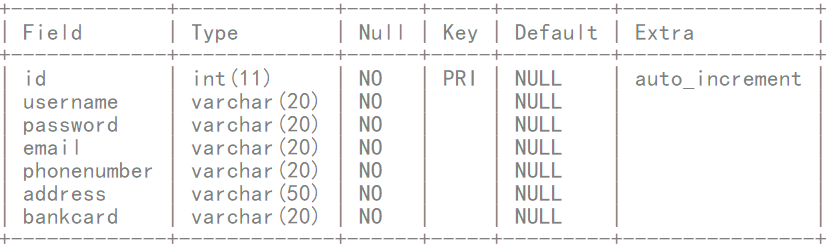 +-------------+-------------+------+-----+---------+----------------+
| Field | Type | Null | Key | Default | Extra |
+-------------+-------------+------+-----+---------+----------------+
| id | int(11) | NO | PRI | NULL | auto_increment |
| username | varchar(20) | NO | | NULL | |
| password | varchar(20) | NO | | NULL | |
| email | varchar(20) | NO | | NULL | |
| phonenumber | varchar(20) | NO | | NULL | |
| address | varchar(50) | NO | | NULL | |
| bankcard | varchar(20) | NO | | NULL | |
+-------------+-------------+------+-----+---------+----------------+